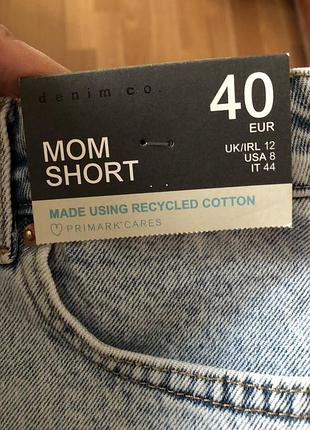 denim co.
40
EUR
MOM
SHORT
UK/IRL 12
USA 8
IT 44
MADE USING RECYCLED COTTON
PRIMARK CARES